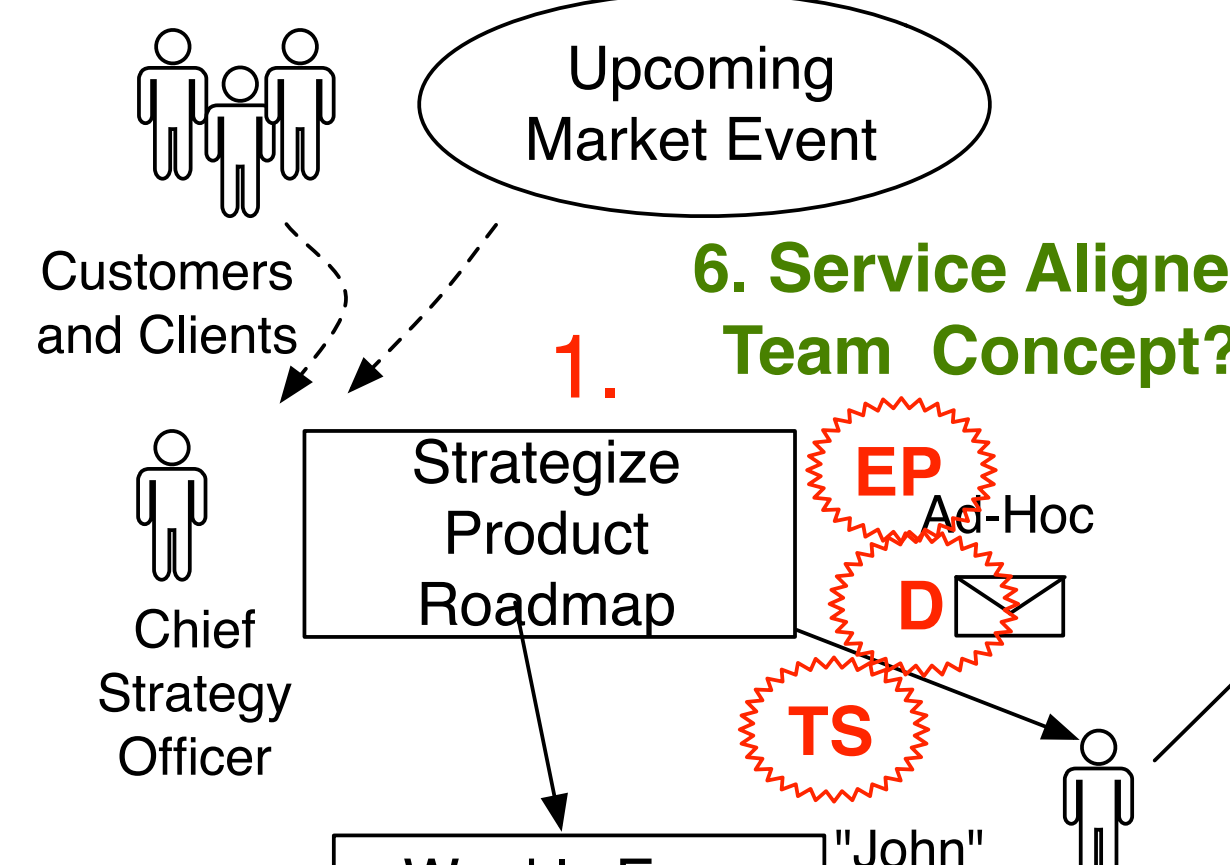 Upcoming
Market Event
Customers
and Clients
6. Service Aligne
Team Concept?
1.
Strategize
Product
Roadmap
EP
Ad-Hoc
D
Chief
Strategy
Officer
TS
"John"